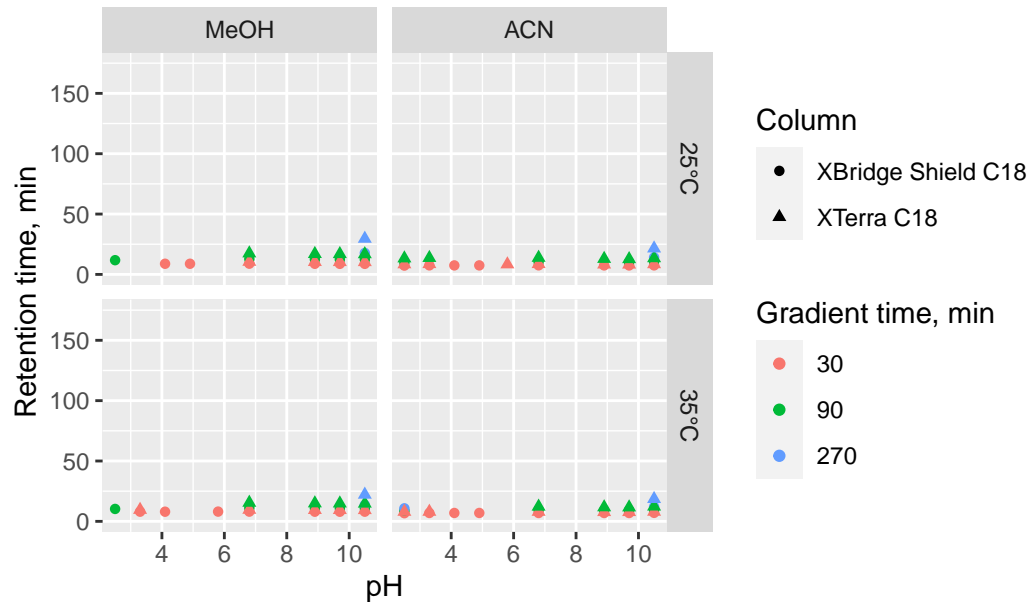 MeOH
ACN
Retention time, min
150
100
50
0
25°C
150
100
50
0
35°C
4
6
8
10
4
6
8
10
pH
Column
XBridge Shield C18
XTerra C18
Gradient time, min
30
90
270